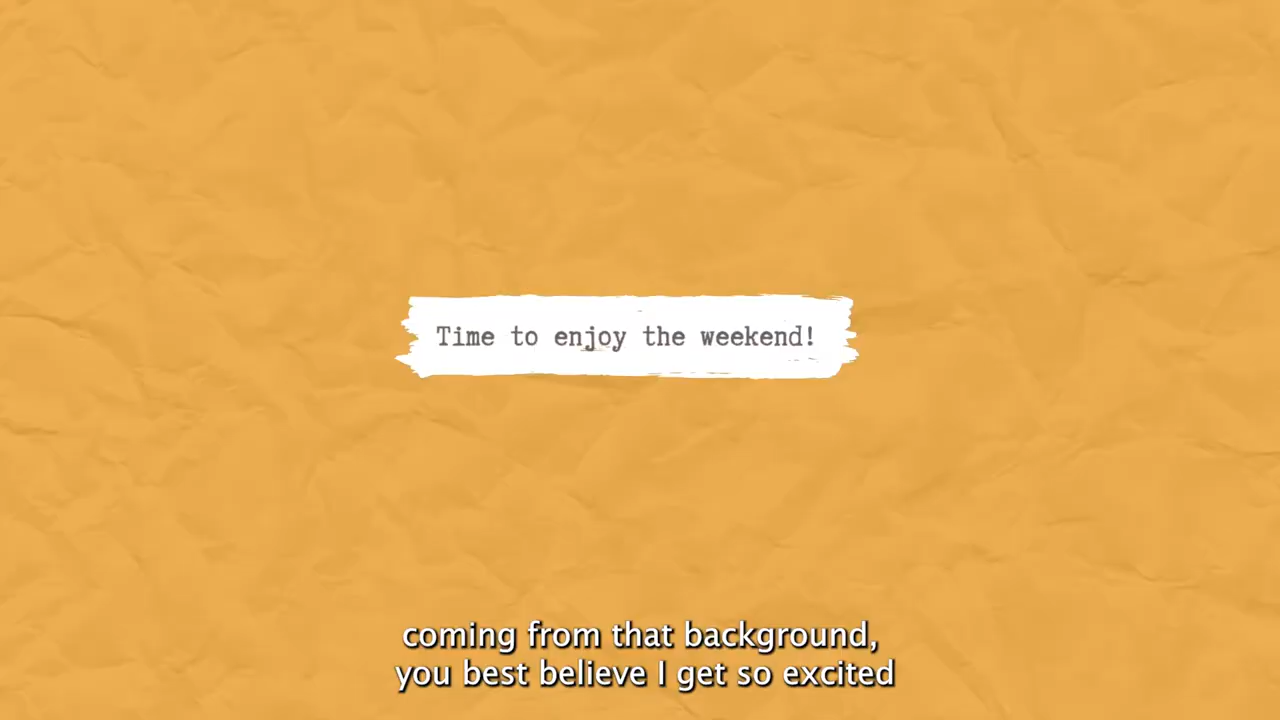 Time to enjoy the weekend!
coming from that background,
you best believe I get so excited